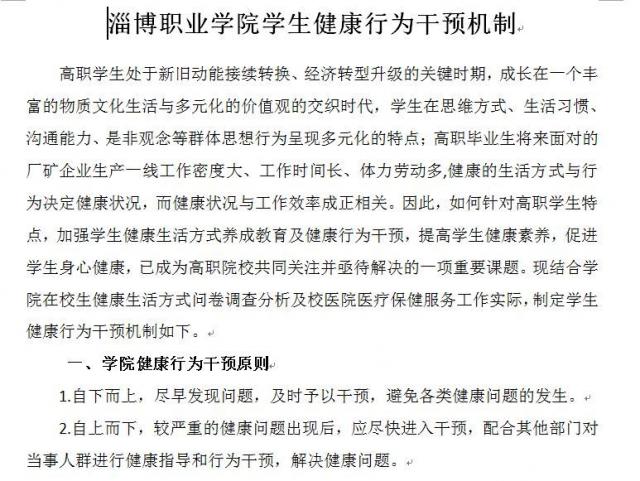 淄博职业学院学生健康行为干预机制
高职学生处于新旧动能接续转换、经济转型升级的关键时期，成长在一个丰
富的物质文化生活与多元化的价值观的交织时代，学生在思维方式、生活习惯、
沟通能力、是非观念等群体思想行为呈现多元化的特点；高职毕业生将来面对的
厂矿企业生产一线工作密度大、工作时间长、体力劳动多,健康的生活方式与行
为决定健康状况，而健康状况与工作效率成正相关。因此，如何针对高职学生特
点，加强学生健康生活方式养成教育及健康行为干预，提高学生健康素养，促进
学生身心健康，已成为高职院校共同关注并亟待解决的一项重要课题。现结合学
院在校生健康生活方式问卷调查分析及校医院医疗保健服务工作实际，制定学生
健康行为干预机制如下。
一、学院健康行为干预原则
1.自下而上，尽早发现问题，及时予以干预，避免各类健康问题的发生。
2.自上而下，较严重的健康问题出现后，应尽快进入干预，配合其他部门对
当事人群进行健康指导和行为干预，解决健康问题。